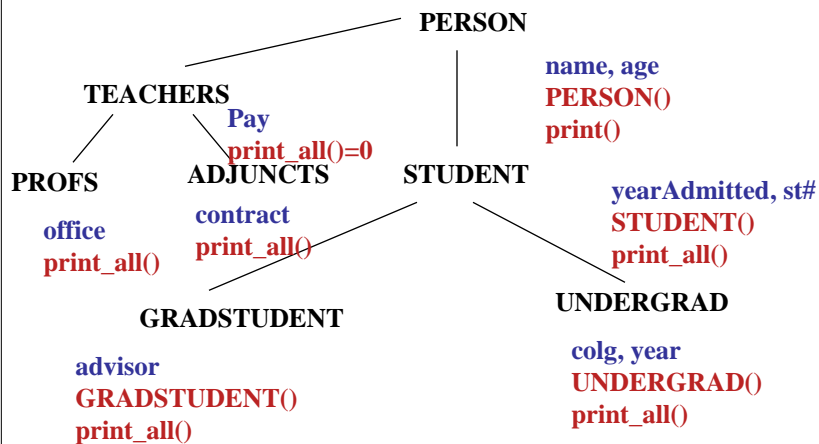 PERSON
name, age
PERSON()
print()
TEACHERS
Pay
print_all()=0
PROFS
office
print_all()
ADJUNCTS
contract
print_all()
STUDENT
yearAdmitted, st#
STUDENT()
print_all()
GRADSTUDENT
advisor
GRADSTUDENT()
print_all()
UNDERGRAD
colg, year
UNDERGRAD()
print_all()